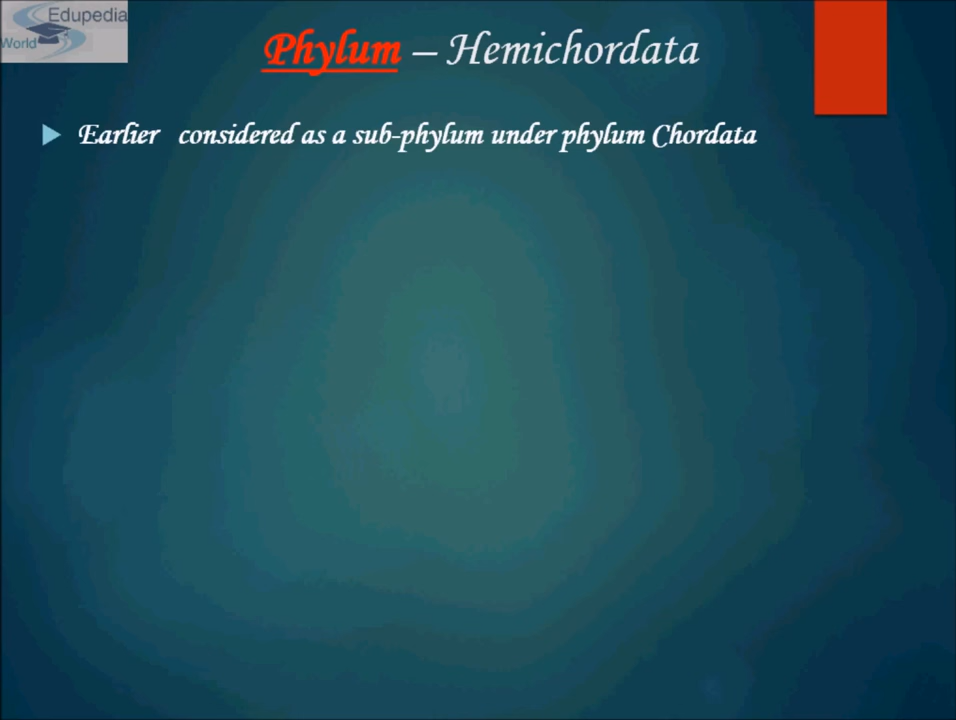 Edupedia
World
Phylum – Hemichordata
Earlier considered as a sub-phylum under phylum Chordata